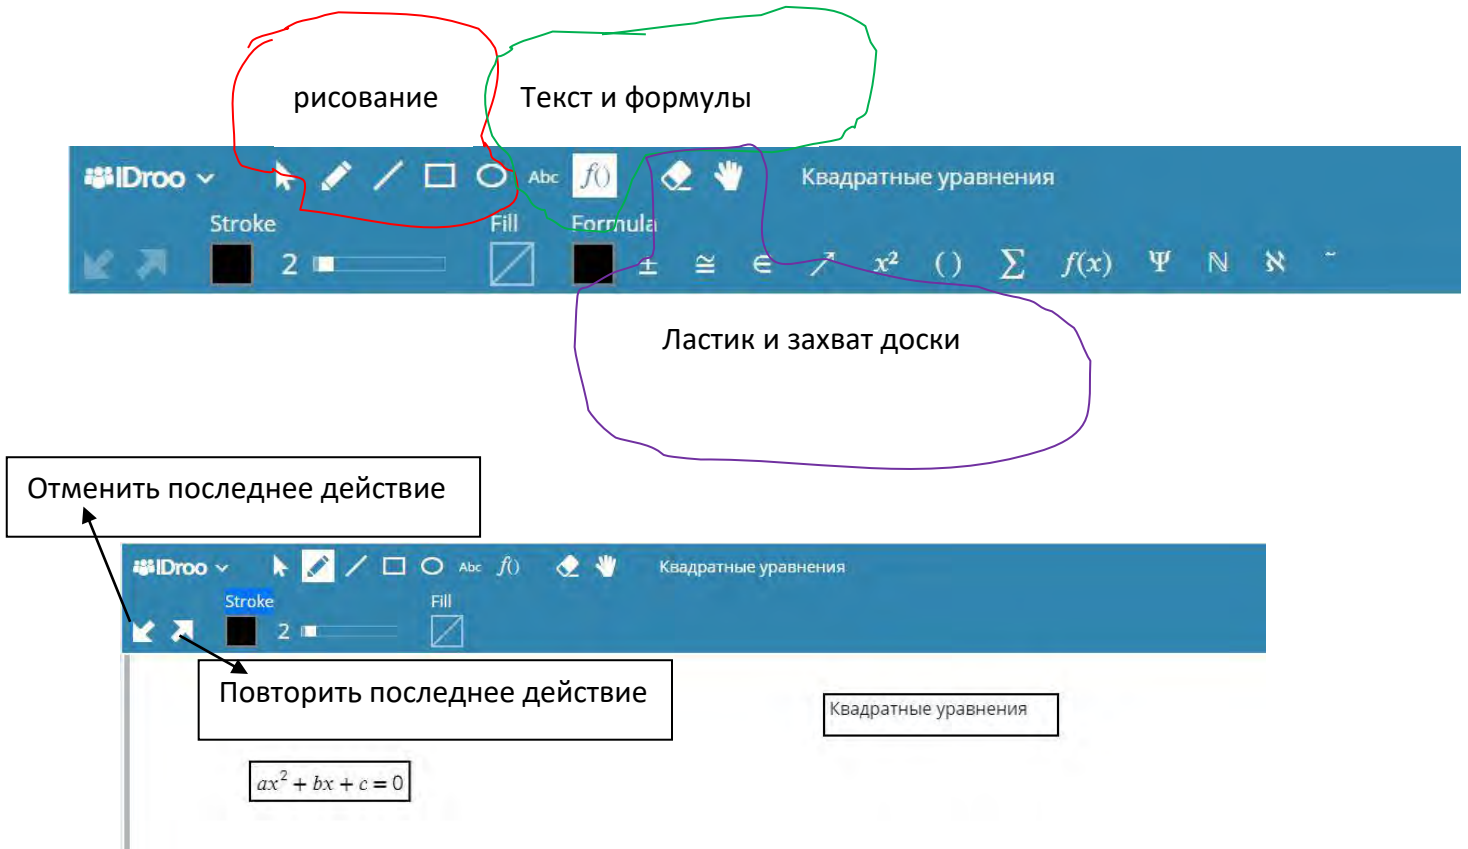 рисование
Текст и формулы
IDroo
Abc
f()
Квадратные уравнения
Stroke
Fill
Formula
2
± ≅ ∈ x² ( ) ∑ f(x) Ψ ℕ ℵ ˜
Ластик и захват доски
Отменить последнее действие
IDroo
Abc
f()
Квадратные уравнения
Stroke
Fill
2
Повторить последнее действие
Квадратные уравнения
ax² + bx + c = 0